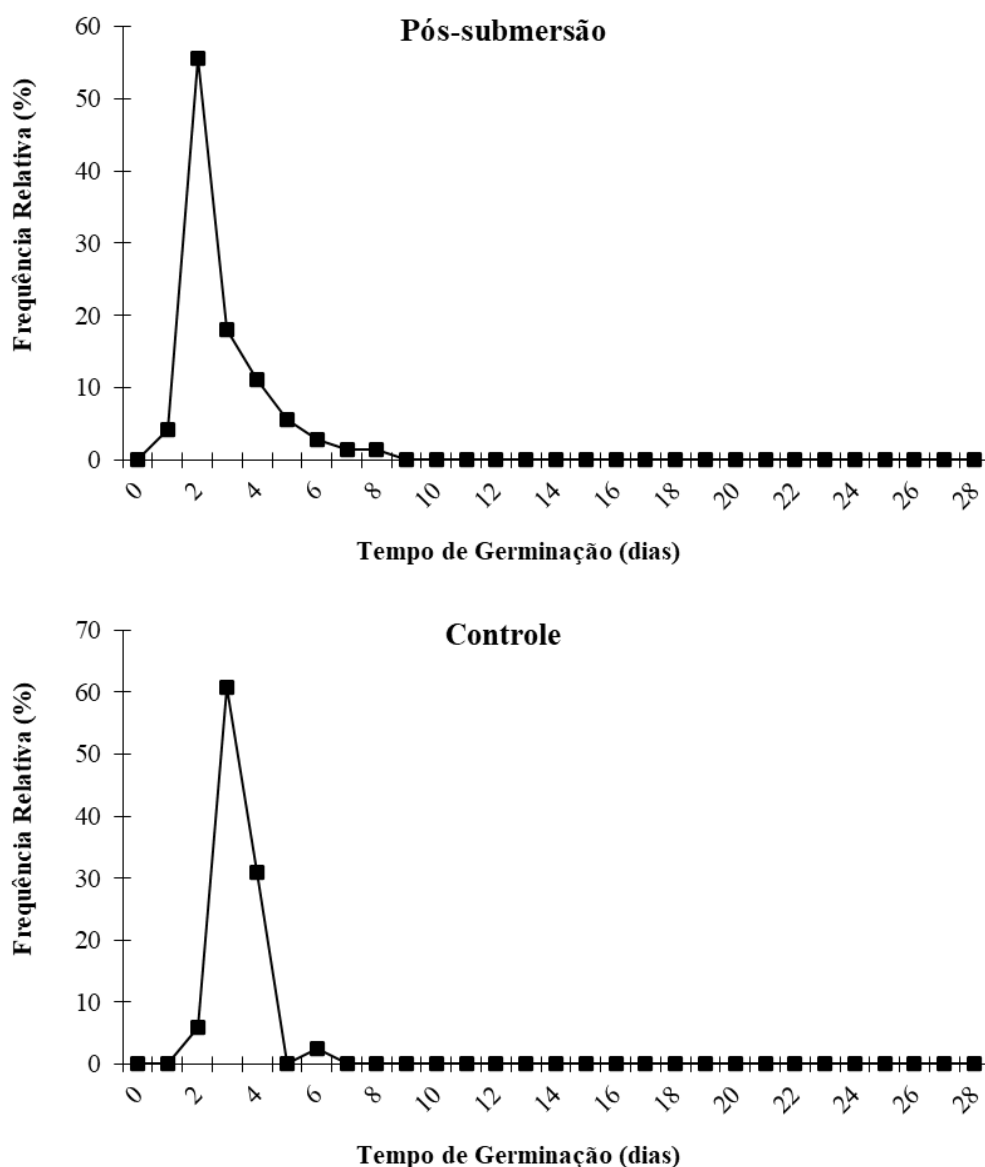 Pós-submersão
Frequência Relativa (%)
60
50
40
30
20
10
0
0 2 4 6 8 10 12 14 16 18 20 22 24 26 28
Tempo de Germinação (dias)
Controle
Frequência Relativa (%)
70
60
50
40
30
20
10
0
0 2 4 6 8 10 12 14 16 18 20 22 24 26 28
Tempo de Germinação (dias)